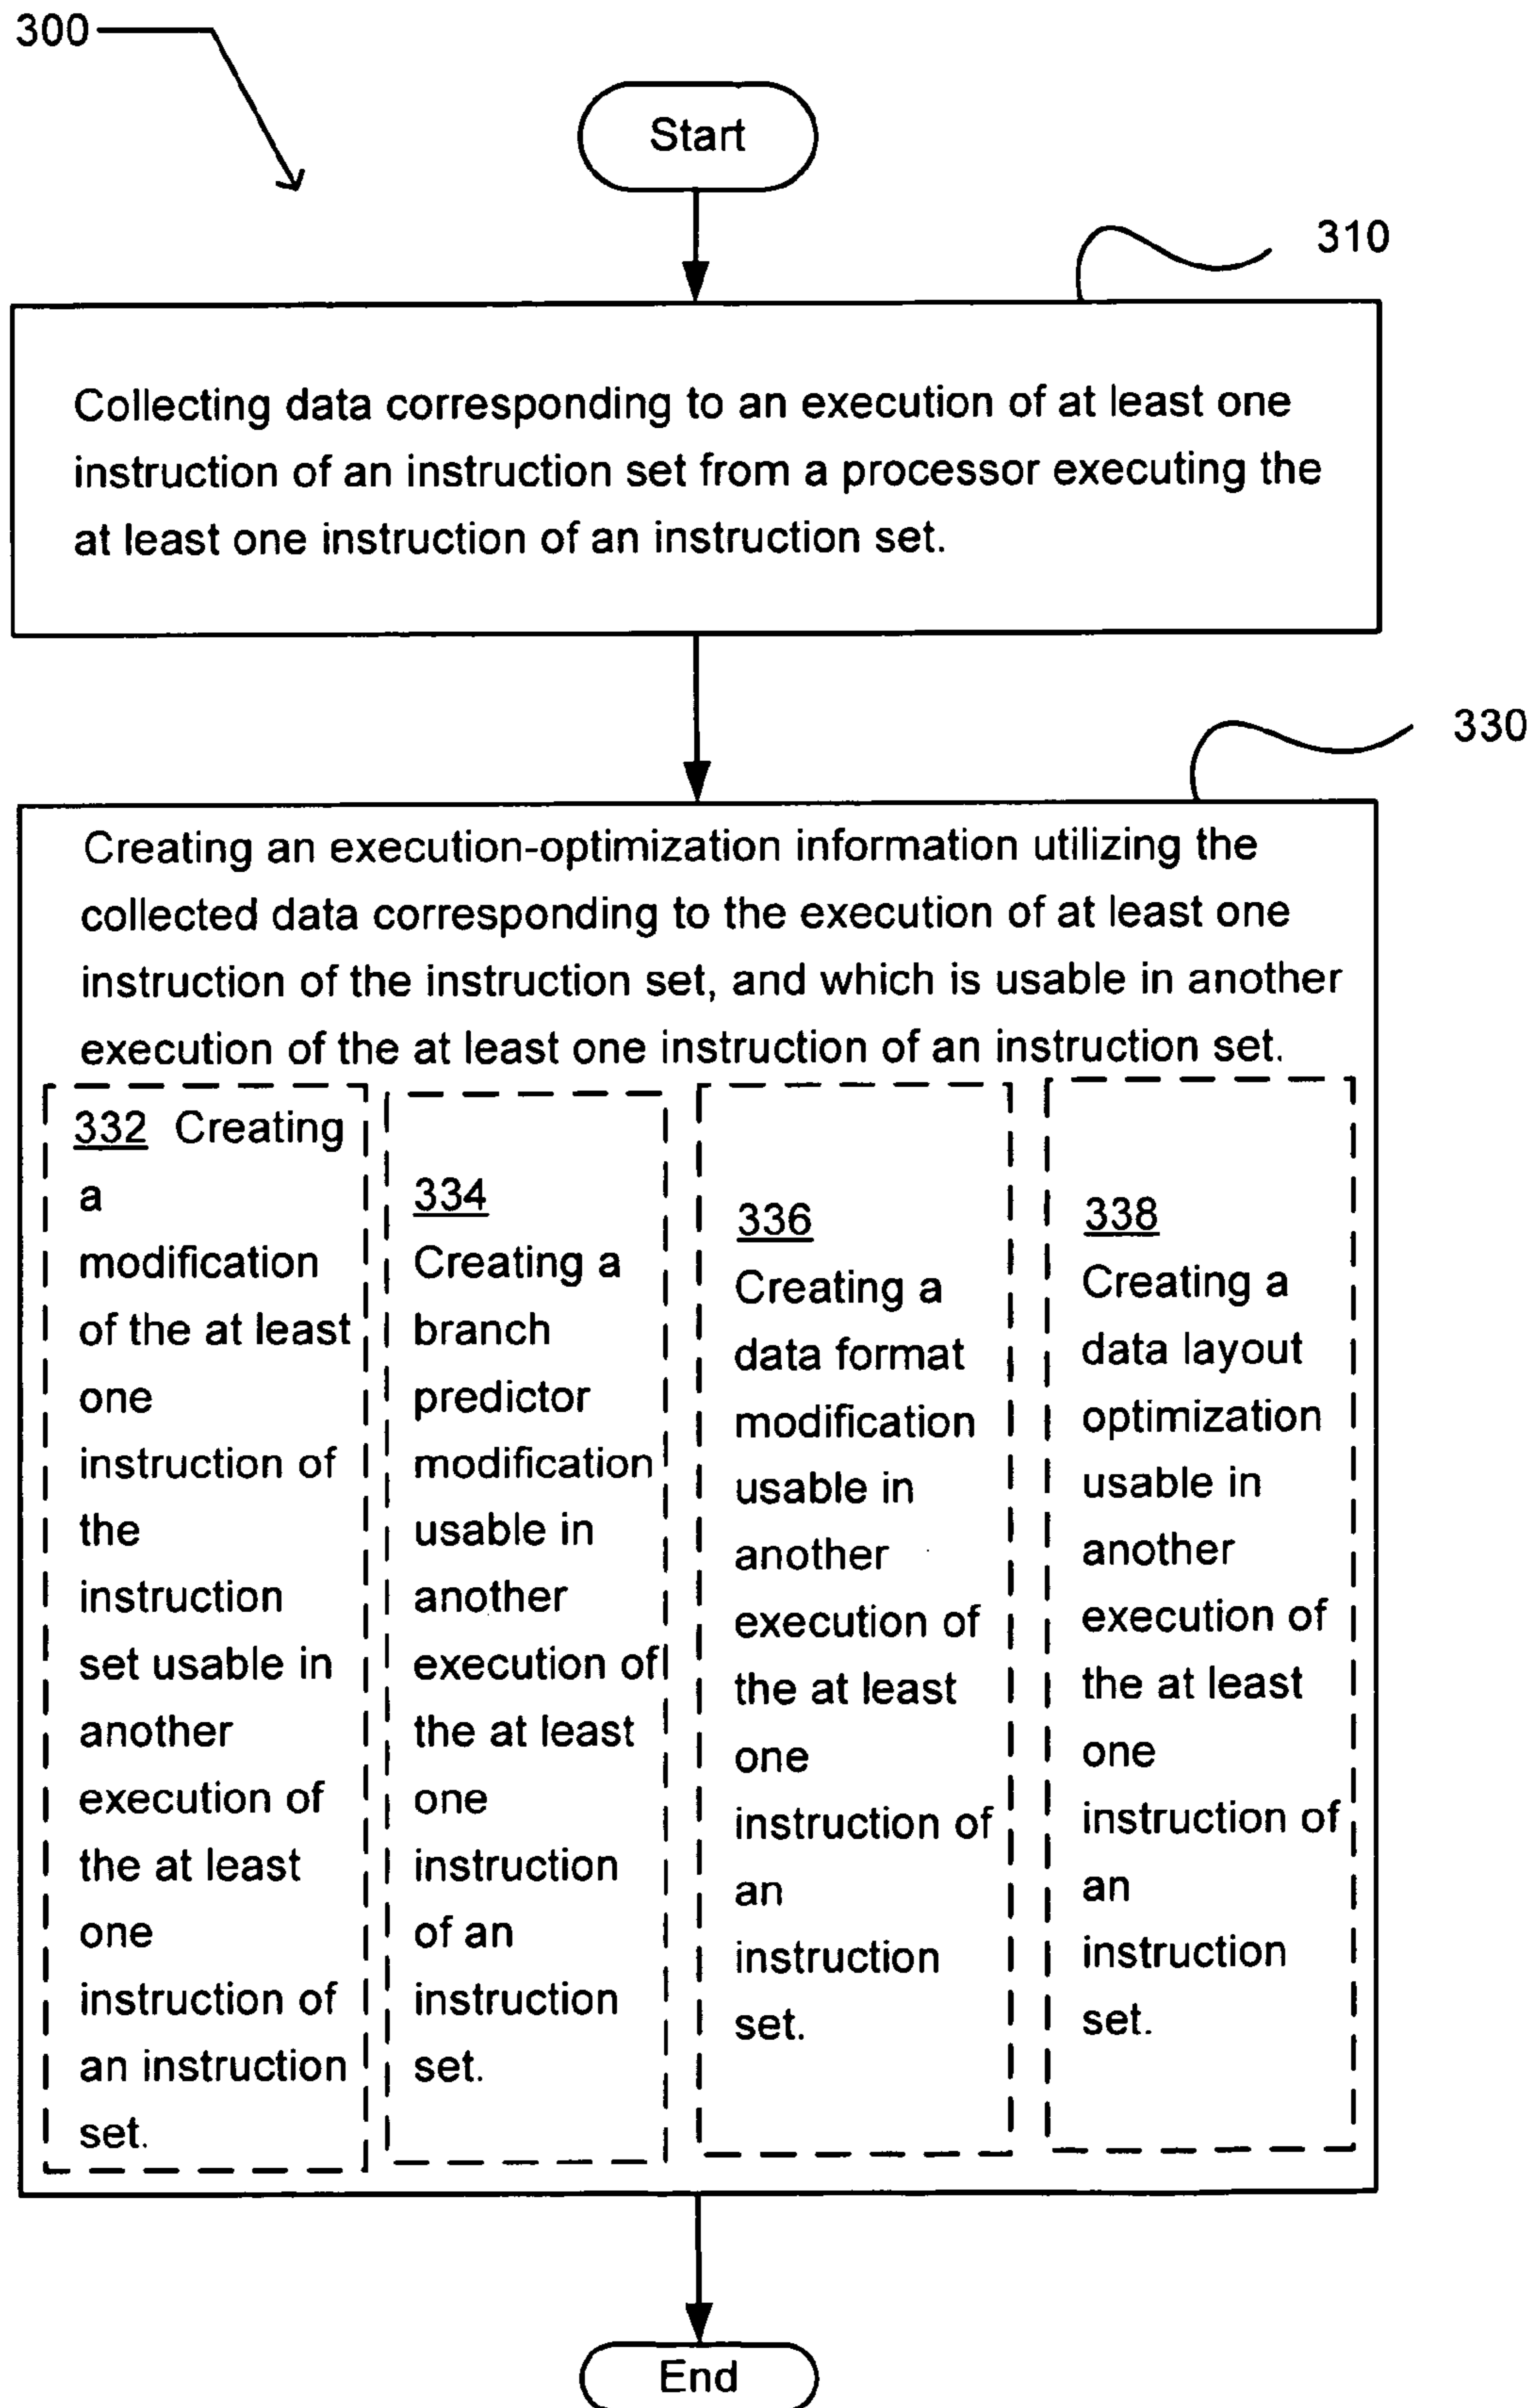 300
Start
310
Collecting data corresponding to an execution of at least one
instruction of an instruction set from a processor executing the
at least one instruction of an instruction set.
330
Creating an execution-optimization information utilizing the
collected data corresponding to the execution of at least one
instruction of the instruction set, and which is usable in another
execution of the at least one instruction of an instruction set.
332 Creating
a
modification
of the at least
one
instruction of
the
instruction
set usable in
another
execution of
the at least
one
instruction of
an instruction
set.
334
Creating a
branch
predictor
modification
usable in
another
execution of
the at least
one
instruction
of an
instruction
set.
336
Creating a
data format
modification
usable in
another
execution of
the at least
one
instruction of
an
instruction
set.
338
Creating a
data layout
optimization
usable in
another
execution of
the at least
one
instruction of
an
instruction
set.
End